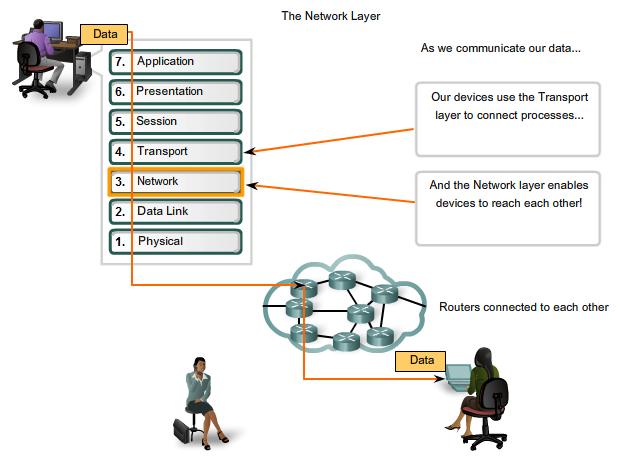 The Network Layer
Data
As we communicate our data...
7. Application
6. Presentation
5. Session
4. Transport
3. Network
2. Data Link
1. Physical
Our devices use the Transport
layer to connect processes...
And the Network layer enables
devices to reach each other!
Routers connected to each other
Data